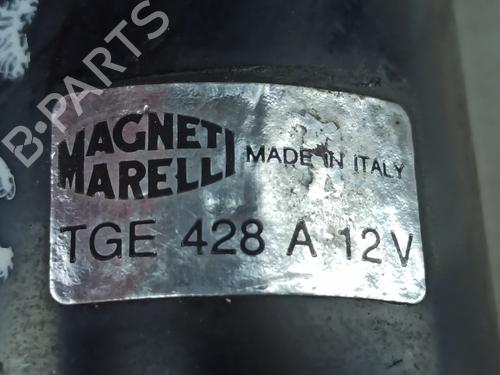 B-PARTS
MAGNETI
MARELLI
MADE IN ITALY
TGE 428 A 12V